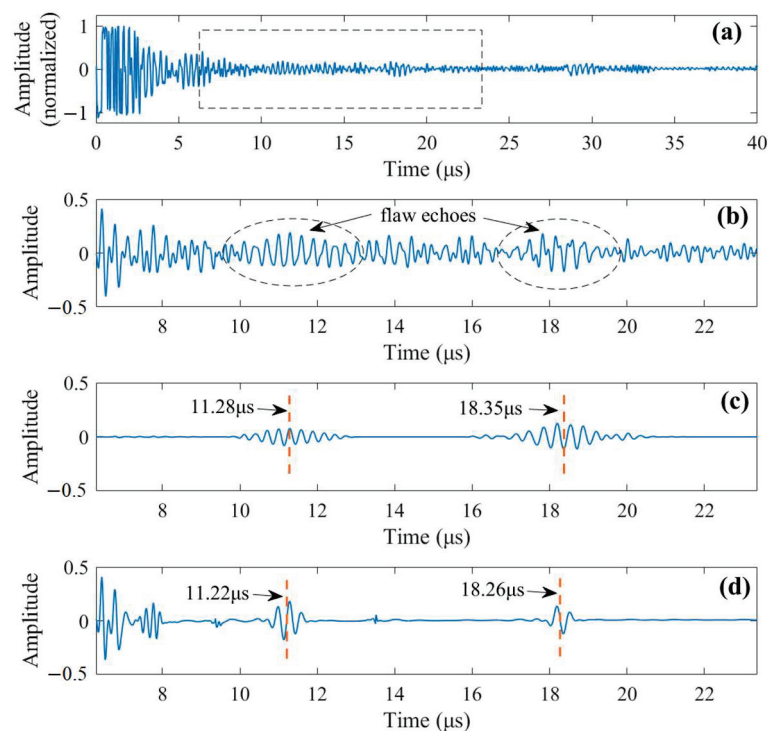 (a)
Amplitude
(normalized)
1
0
−1
0 5 10 15 20 25 30 35 40
Time (μs)
(b)
flaw echoes
Amplitude
0.5
0
−0.5
8 10 12 14 16 18 20 22
Time (μs)
(c)
11.28μs
18.35μs
Amplitude
0.5
0
−0.5
8 10 12 14 16 18 20 22
Time (μs)
(d)
11.22μs
18.26μs
Amplitude
0.5
0
−0.5
8 10 12 14 16 18 20 22
Time (μs)